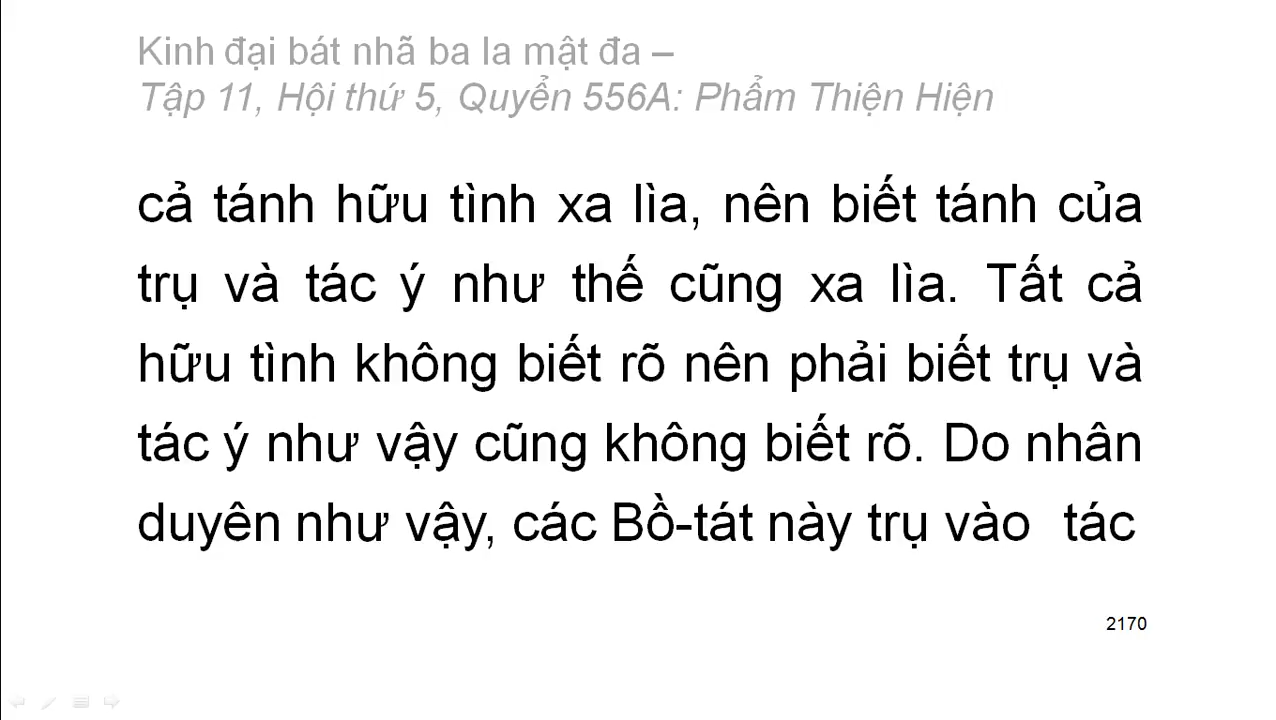 Kinh đại bát nhã ba la mật đa –
Tập 11, Hội thứ 5, Quyển 556A: Phẩm Thiện Hiện
cả tánh hữu tình xa lìa, nên biết tánh của
trụ và tác ý như thế cũng xa lìa. Tất cả
hữu tình không biết rõ nên phải biết trụ và
tác ý như vậy cũng không biết rõ. Do nhân
duyên như vậy, các Bồ-tát này trụ vào tác
2170